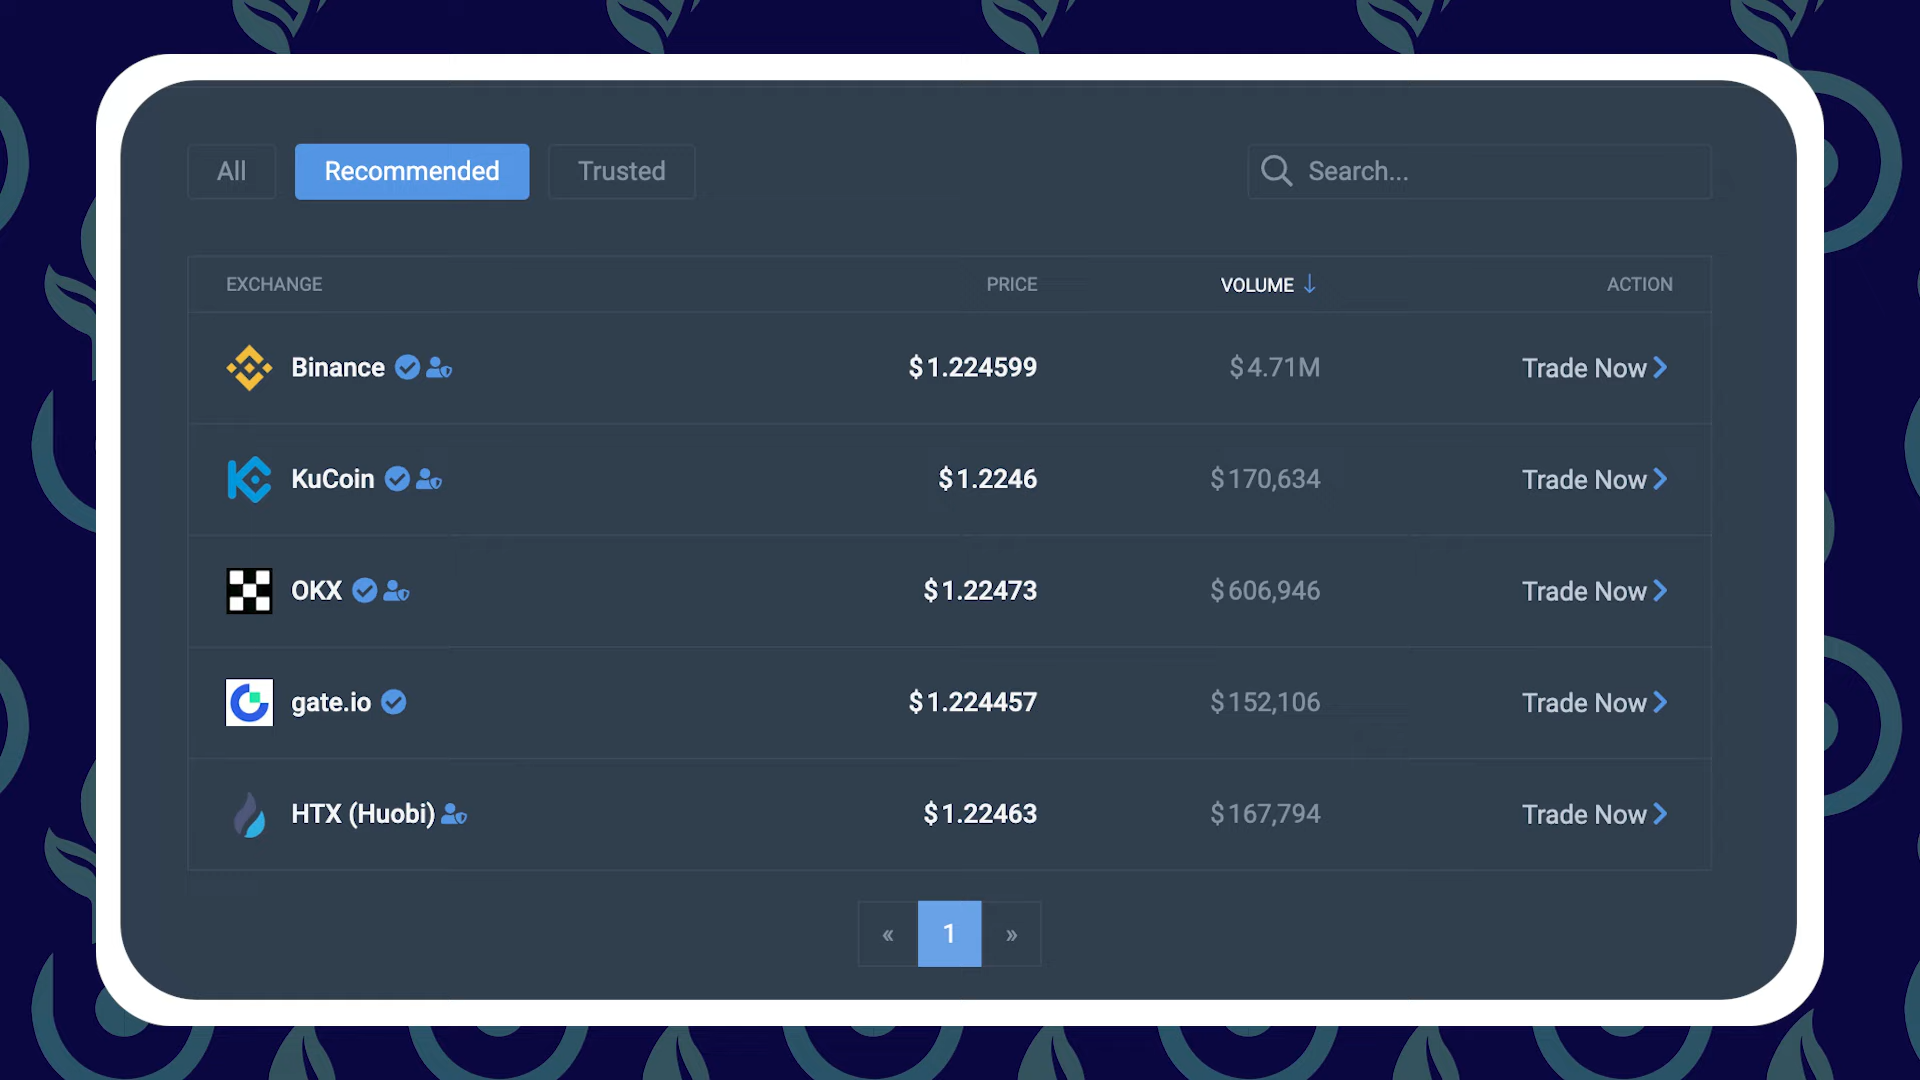 All Recommended Trusted Search...
EXCHANGE PRICE VOLUME ↓ ACTION
Binance $1.224599 $4.71M Trade Now
KuCoin $1.2246 $170,634 Trade Now
OKX $1.22473 $606,946 Trade Now
gate.io $1.224457 $152,106 Trade Now
HTX (Huobi) $1.22463 $167,794 Trade Now
« 1 »